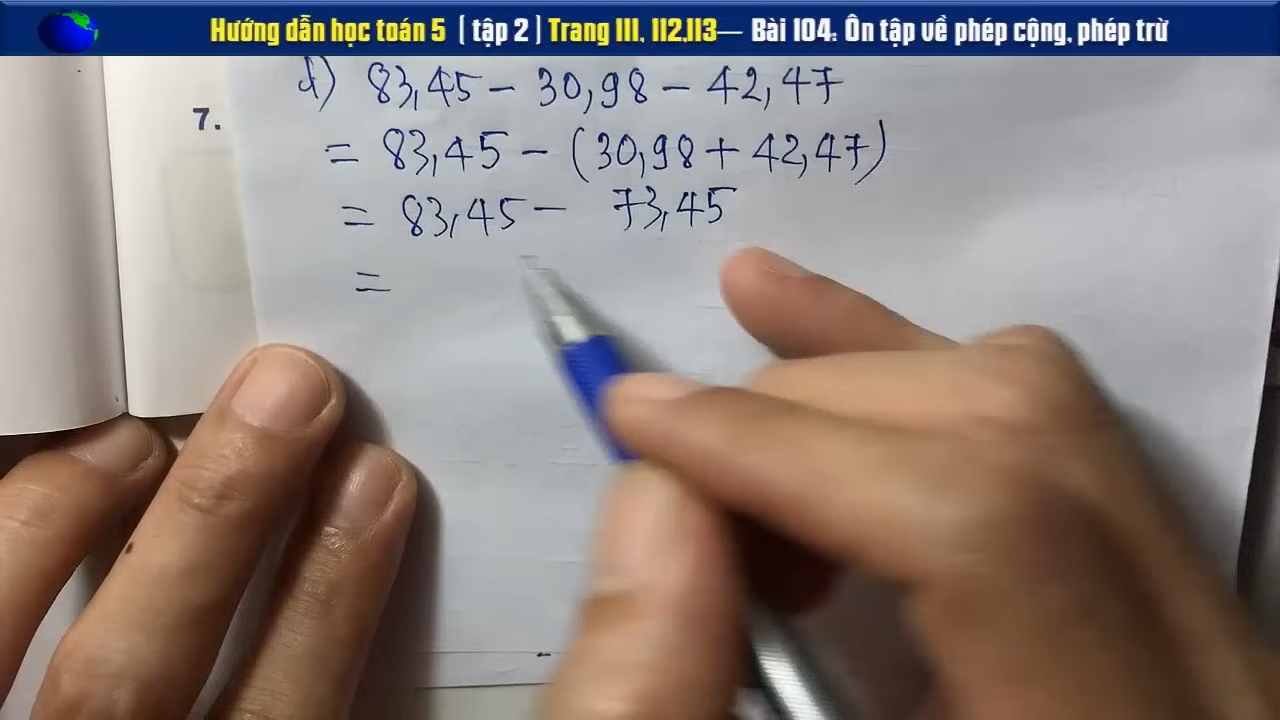 Hướng dẫn học toán 5 ( tập 2 ) Trang 111, 112,113— Bài 104: Ôn tập về phép cộng, phép trừ
7.
d) 83,45 - 30,98 - 42,47
= 83,45 - (30,98 + 42,47)
= 83,45 - 73,45
=